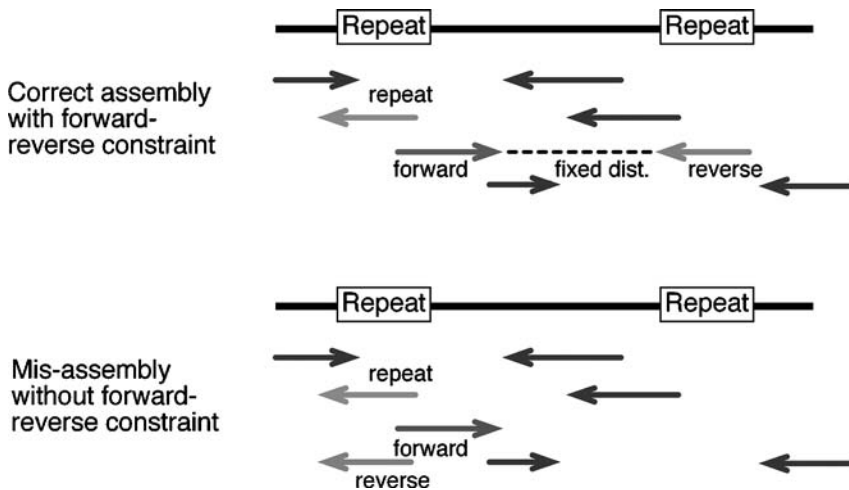 Repeat Repeat
Correct assembly
with forward-
reverse constraint
repeat
forward fixed dist. reverse
Repeat Repeat
Mis-assembly
without forward-
reverse constraint
repeat
forward
reverse